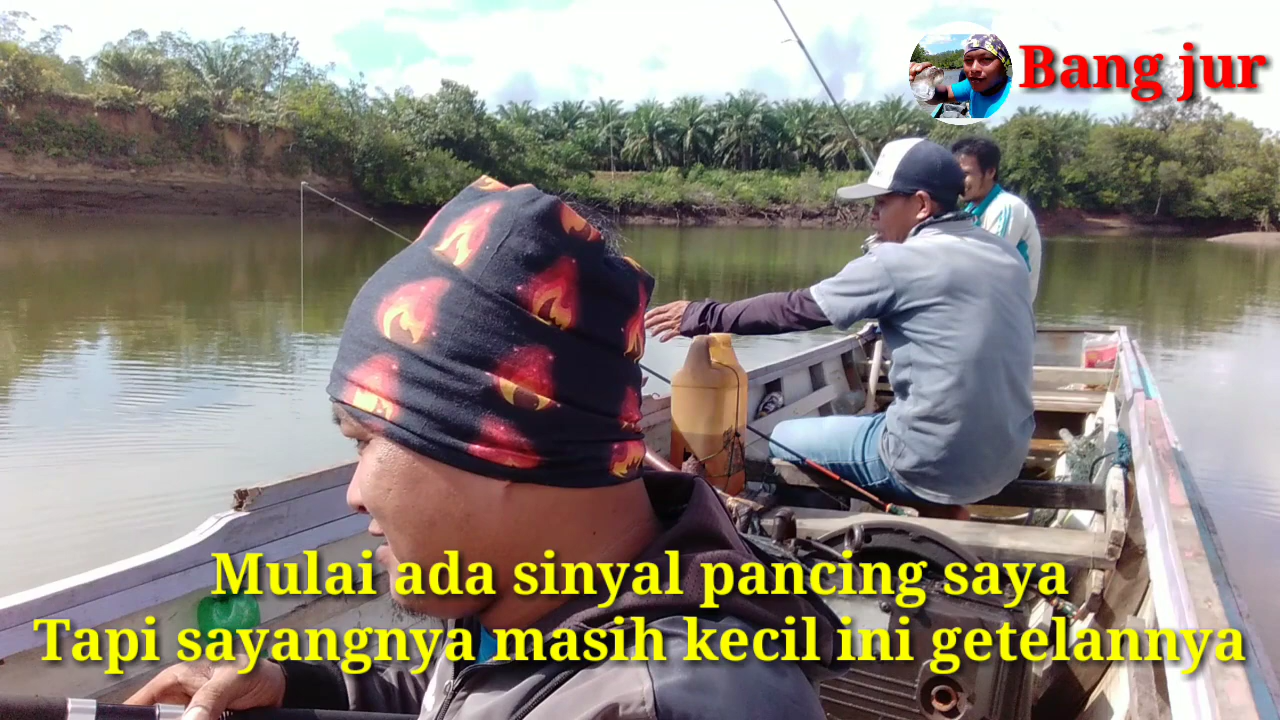 Bang jur
Mulai ada sinyal pancing saya
Tapi sayangnya masih kecil ini getelannya